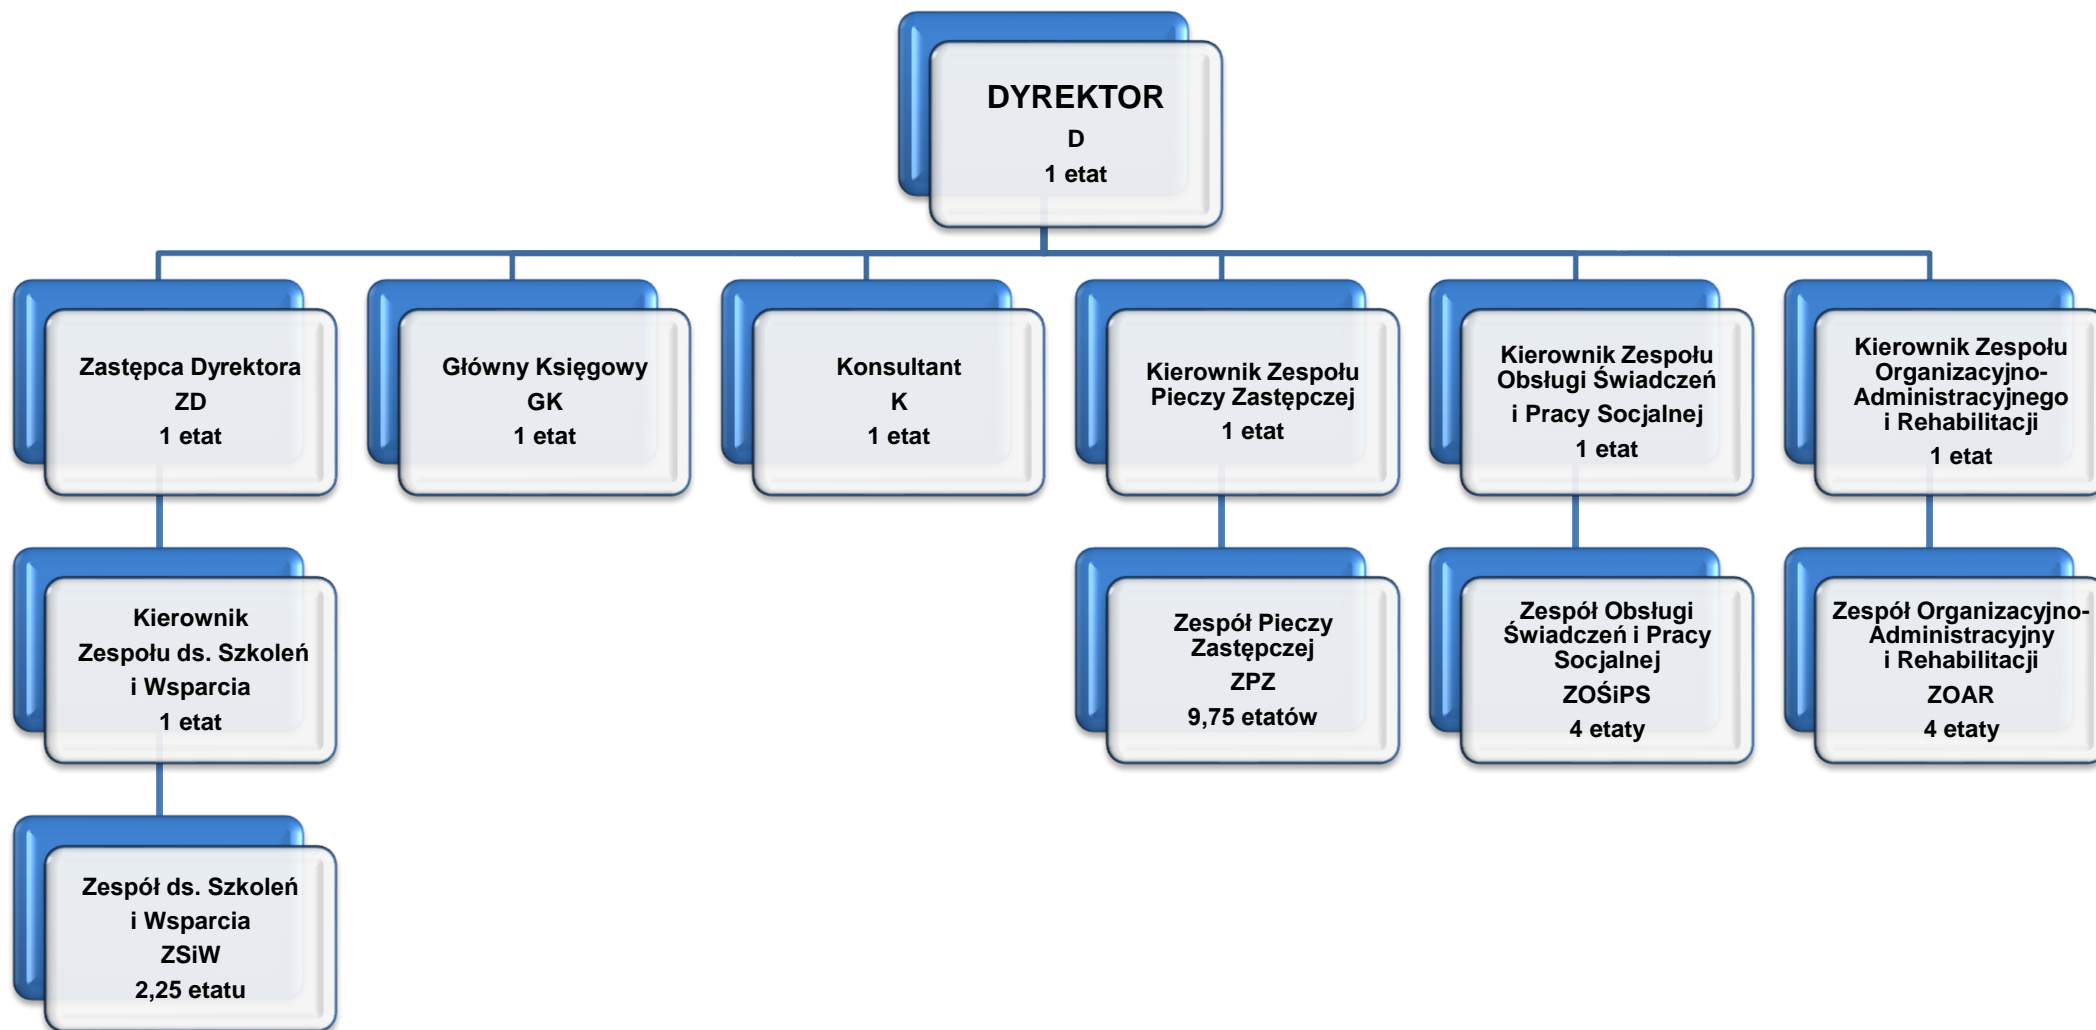 DYREKTOR
D
1 etat
Zastępca Dyrektora
ZD
1 etat
Główny Księgowy
GK
1 etat
Konsultant
K
1 etat
Kierownik Zespołu
Pieczy Zastępczej
1 etat
Kierownik Zespołu
Obsługi Świadczeń
i Pracy Socjalnej
1 etat
Kierownik Zespołu
Organizacyjno-
Administracyjnego
i Rehabilitacji
1 etat
Kierownik
Zespołu ds. Szkoleń
i Wsparcia
1 etat
Zespół Pieczy
Zastępczej
ZPZ
9,75 etatów
Zespół Obsługi
Świadczeń i Pracy
Socjalnej
ZOŚiPS
4 etaty
Zespół Organizacyjno-
Administracyjny
i Rehabilitacji
ZOAR
4 etaty
Zespół ds. Szkoleń
i Wsparcia
ZSiW
2,25 etatu